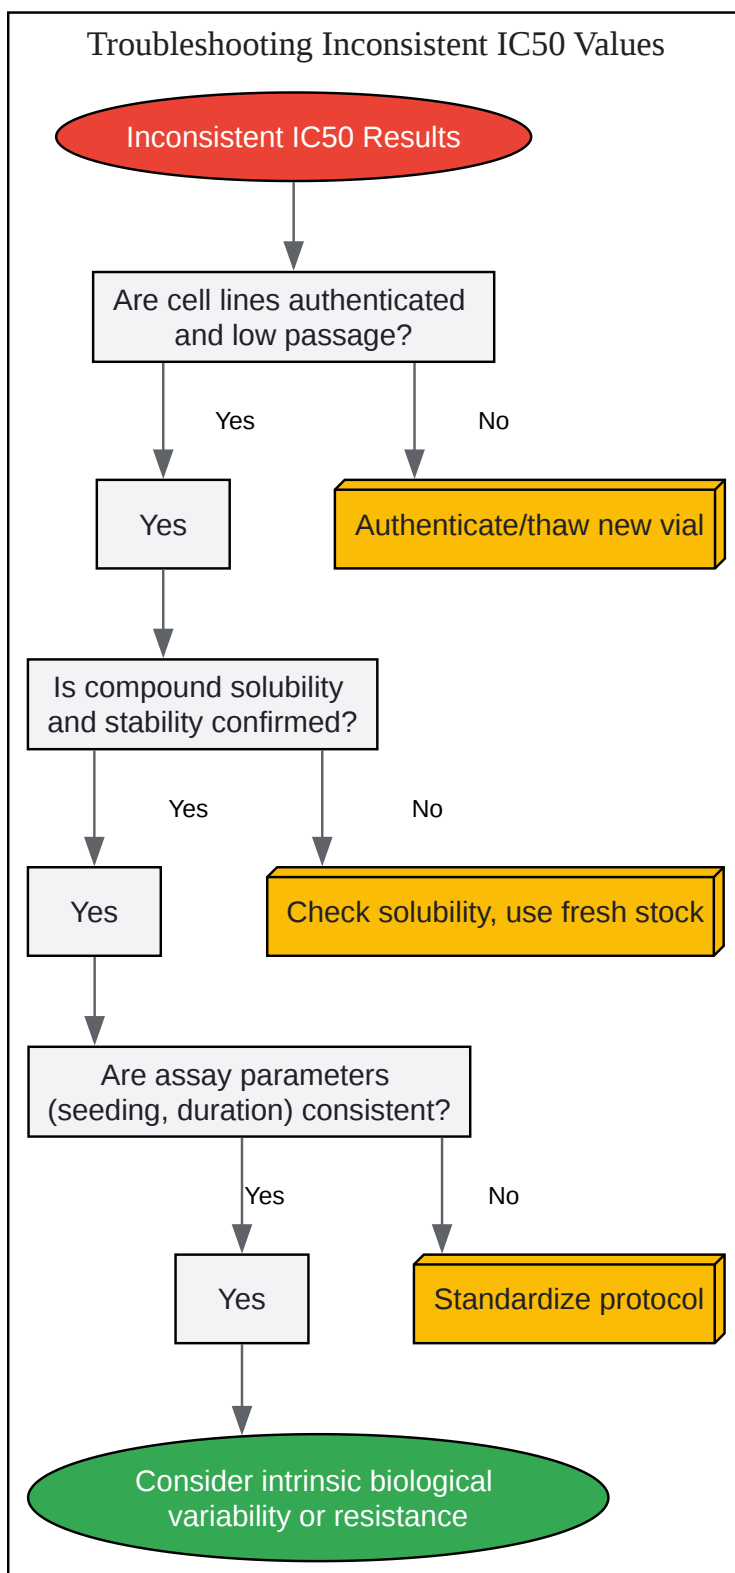 Troubleshooting Inconsistent IC50 Values
Inconsistent IC50 Results
Are cell lines authenticated
and low passage?
Yes
No
Yes
Authenticate/thaw new vial
Is compound solubility
and stability confirmed?
Yes
No
Yes
Check solubility, use fresh stock
Are assay parameters
(seeding, duration) consistent?
Yes
No
Yes
Standardize protocol
Consider intrinsic biological
variability or resistance